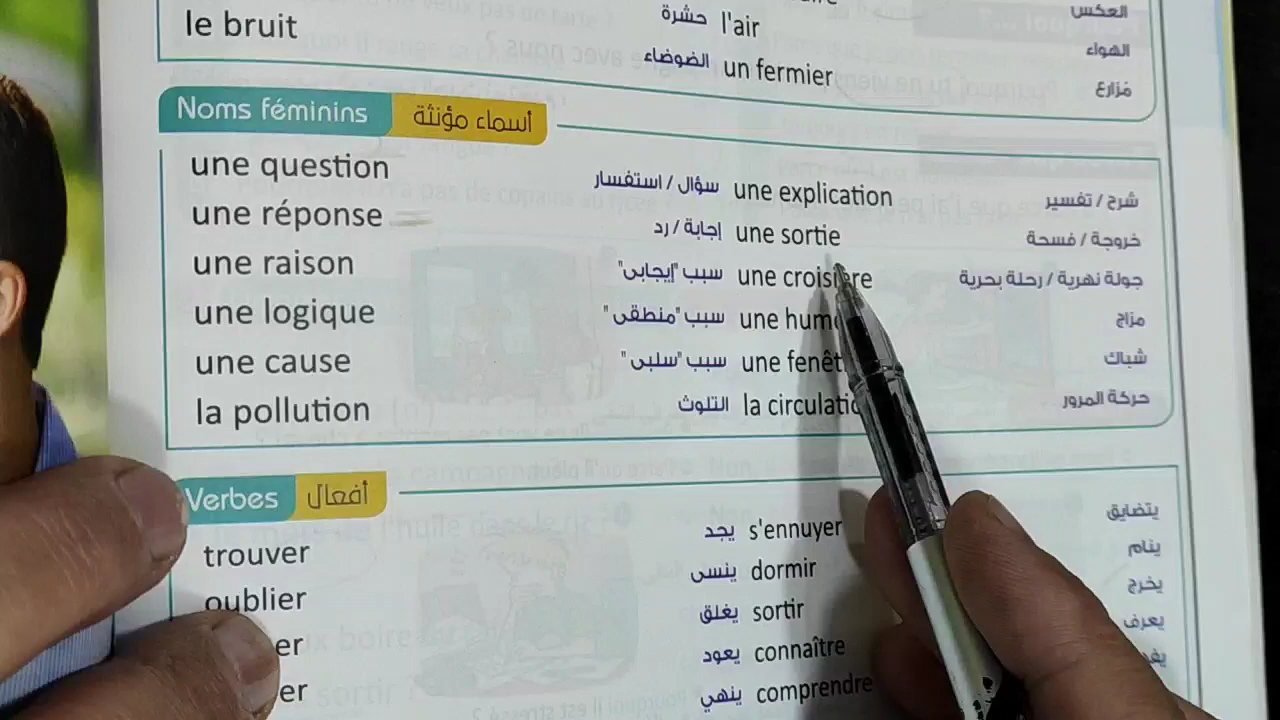 العكس
le bruit حشرة l'air الهواء
الضوضاء un fermier مُزارع
Noms féminins أسماء مؤنثة
une question سؤال / استفسار une explication شرح / تفسير
une réponse إجابة / رد une sortie خروجة / فسحة
une raison سبب "إيجابى" une croisière جولة نهرية / رحلة بحرية
une logique سبب "منطقى" une hum مزاج
une cause سبب "سلبى" une fenêt شباك
la pollution التلوث la circulatio حركة المرور
Verbes أفعال
trouver يجد s'ennuyer يتضايق
oublier ينسى dormir ينام
er يغلق sortir يخرج
er يعود connaître يعرف
ينهي comprendre